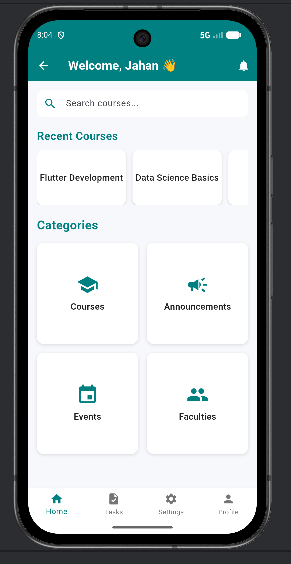 8:04 5G
Welcome, Jahan 👋
Search courses...
Recent Courses
Flutter Development Data Science Basics
Categories
Courses Announcements
Events Faculties
Home Tasks Settings Profile